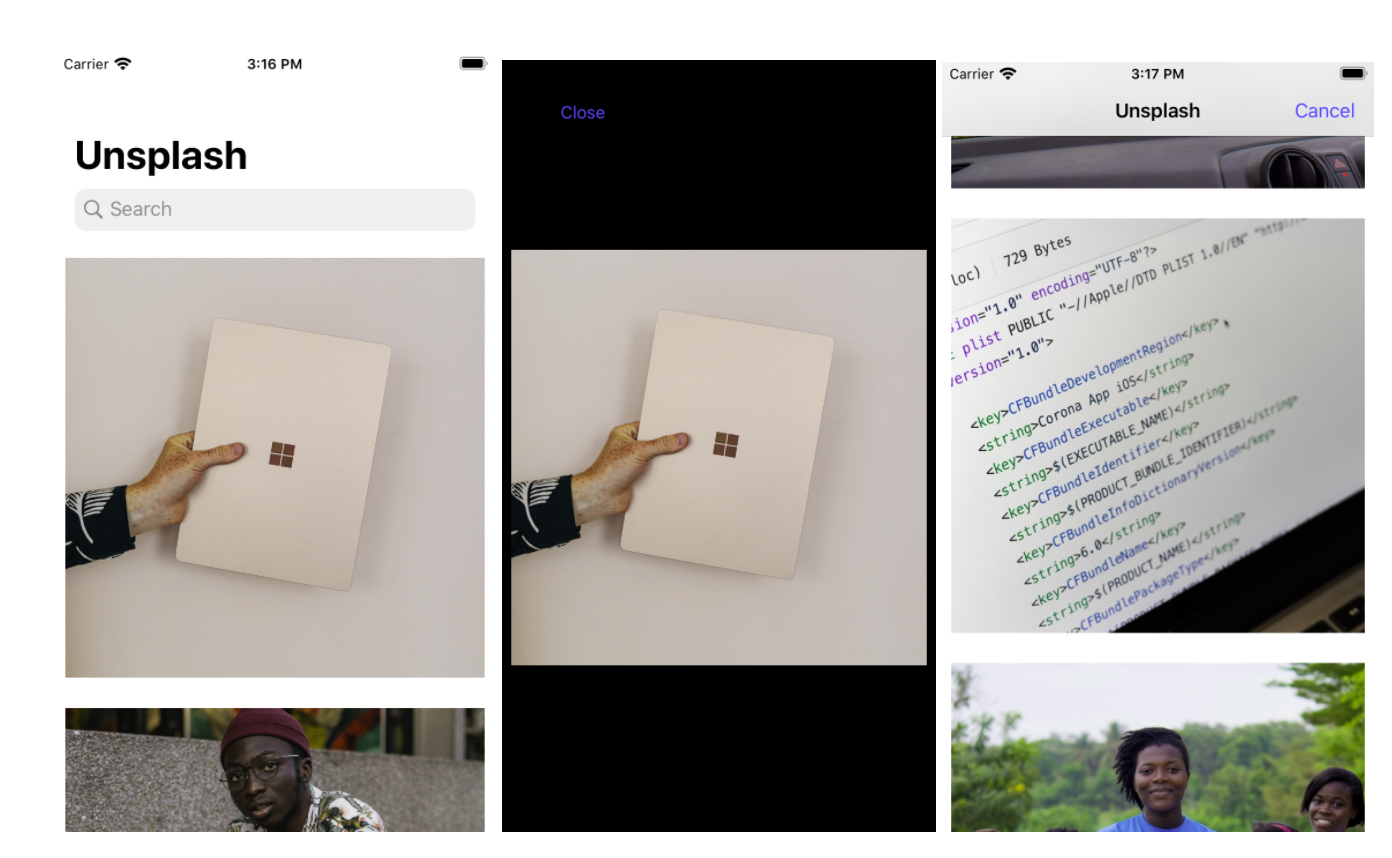 Carrier
3:16 PM
Unsplash
Search
Close
Carrier
3:17 PM
Unsplash
Cancel
loc) 729 Bytes
sion="1.0" encoding="UTF-8"?>
plist PUBLIC "-//Apple//DTD PLIST 1.0//EN" "http://
version="1.0">
<key>CFBundleDevelopmentRegion</key>
<string>Corona App iOS</string>
<key>CFBundleExecutable</key>
<string>$(EXECUTABLE_NAME)</string>
<key>CFBundleIdentifier</key>
<string>$(PRODUCT_BUNDLE_IDENTIFIER)</string>
<key>CFBundleInfoDictionaryVersion</key>
<string>6.0</string>
<key>CFBundleName</key>
<string>$(PRODUCT_NAME)</string>
<key>CFBundlePackageType</key>